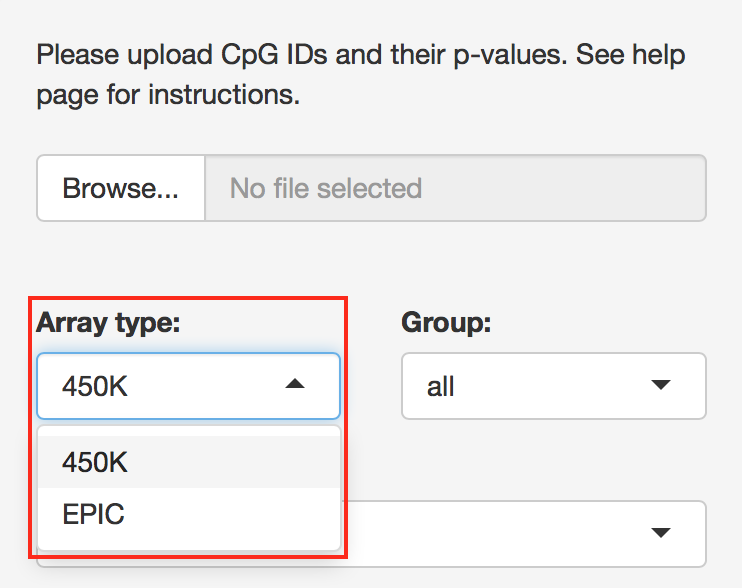 Please upload CpG IDs and their p-values. See help
page for instructions.
Browse... No file selected
Array type: Group:
450K all
450K
EPIC